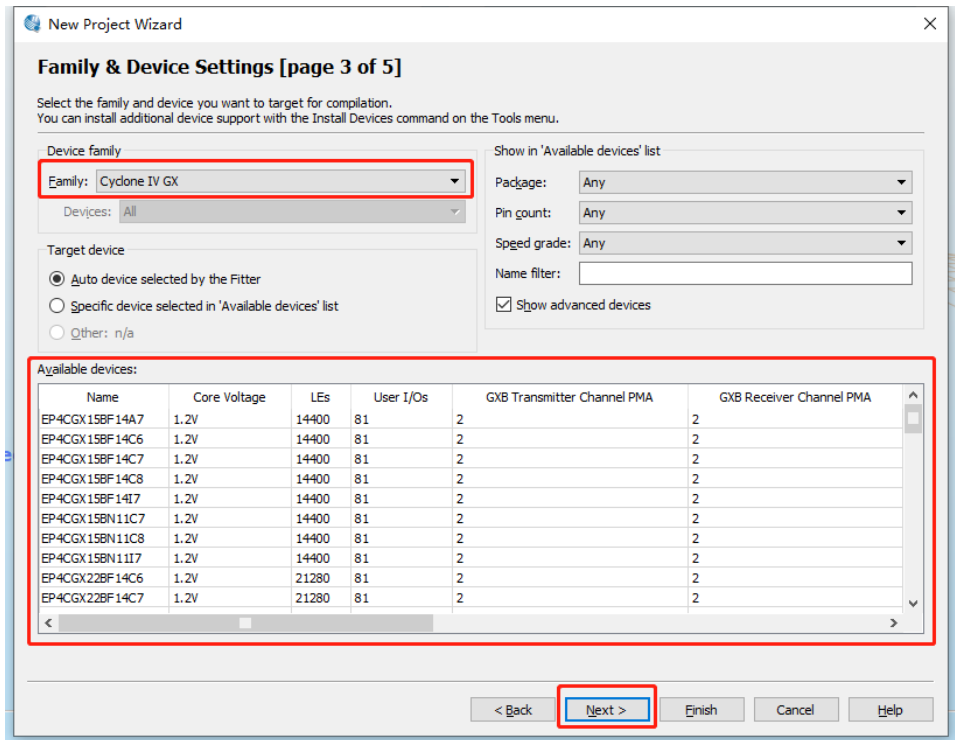 New Project Wizard
Family & Device Settings [page 3 of 5]
Select the family and device you want to target for compilation.
You can install additional device support with the Install Devices command on the Tools menu.
Device family
Family: Cyclone IV GX
Devices: All
Target device
Auto device selected by the Fitter
Specific device selected in 'Available devices' list
Other: n/a
Show in 'Available devices' list
Package: Any
Pin count: Any
Speed grade: Any
Name filter:
Show advanced devices
Available devices:
Name Core Voltage LEs User I/Os GXB Transmitter Channel PMA GXB Receiver Channel PMA
EP4CGX15BF14A7 1.2V 14400 81 2 2
EP4CGX15BF14C6 1.2V 14400 81 2 2
EP4CGX15BF14C7 1.2V 14400 81 2 2
EP4CGX15BF14C8 1.2V 14400 81 2 2
EP4CGX15BF14I7 1.2V 14400 81 2 2
EP4CGX15BN11C7 1.2V 14400 81 2 2
EP4CGX15BN11C8 1.2V 14400 81 2 2
EP4CGX15BN11I7 1.2V 14400 81 2 2
EP4CGX22BF14C6 1.2V 21280 81 2 2
EP4CGX22BF14C7 1.2V 21280 81 2 2
< Back Next > Finish Cancel Help